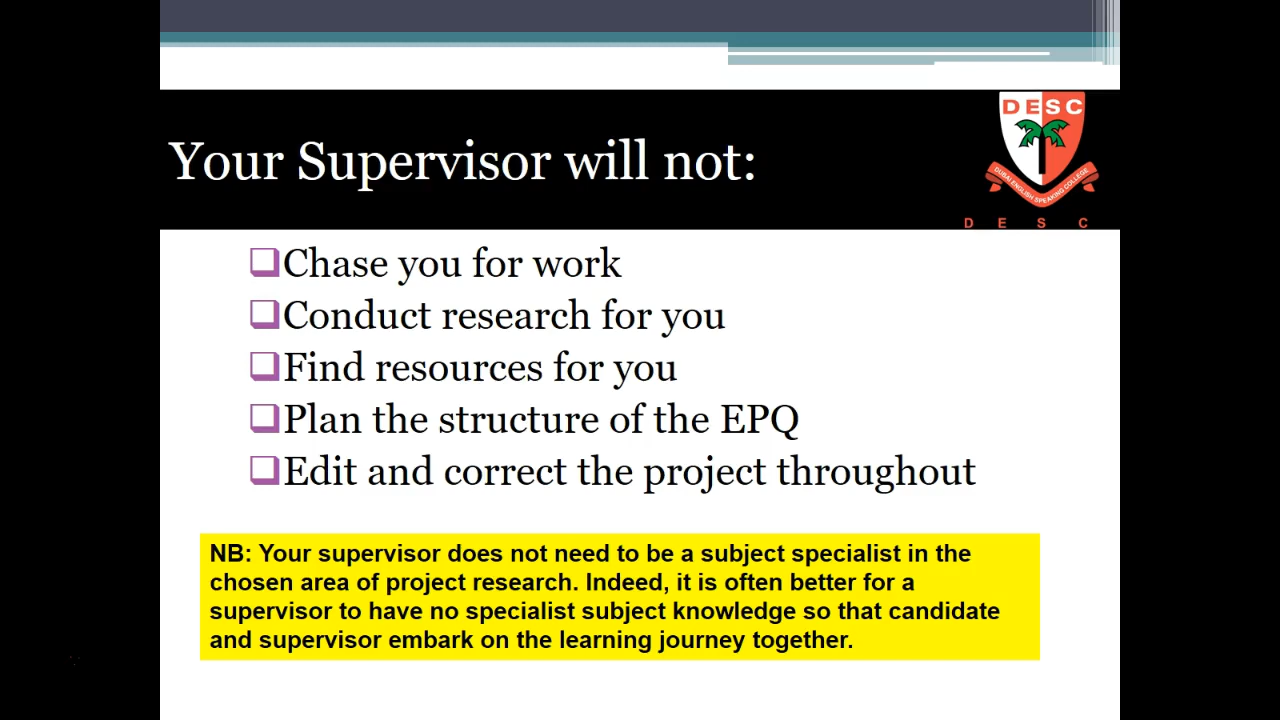 DESC
DUBAI ENGLISH SPEAKING COLLEGE
D E S C
Your Supervisor will not:
Chase you for work
Conduct research for you
Find resources for you
Plan the structure of the EPQ
Edit and correct the project throughout
NB: Your supervisor does not need to be a subject specialist in the
chosen area of project research. Indeed, it is often better for a
supervisor to have no specialist subject knowledge so that candidate
and supervisor embark on the learning journey together.